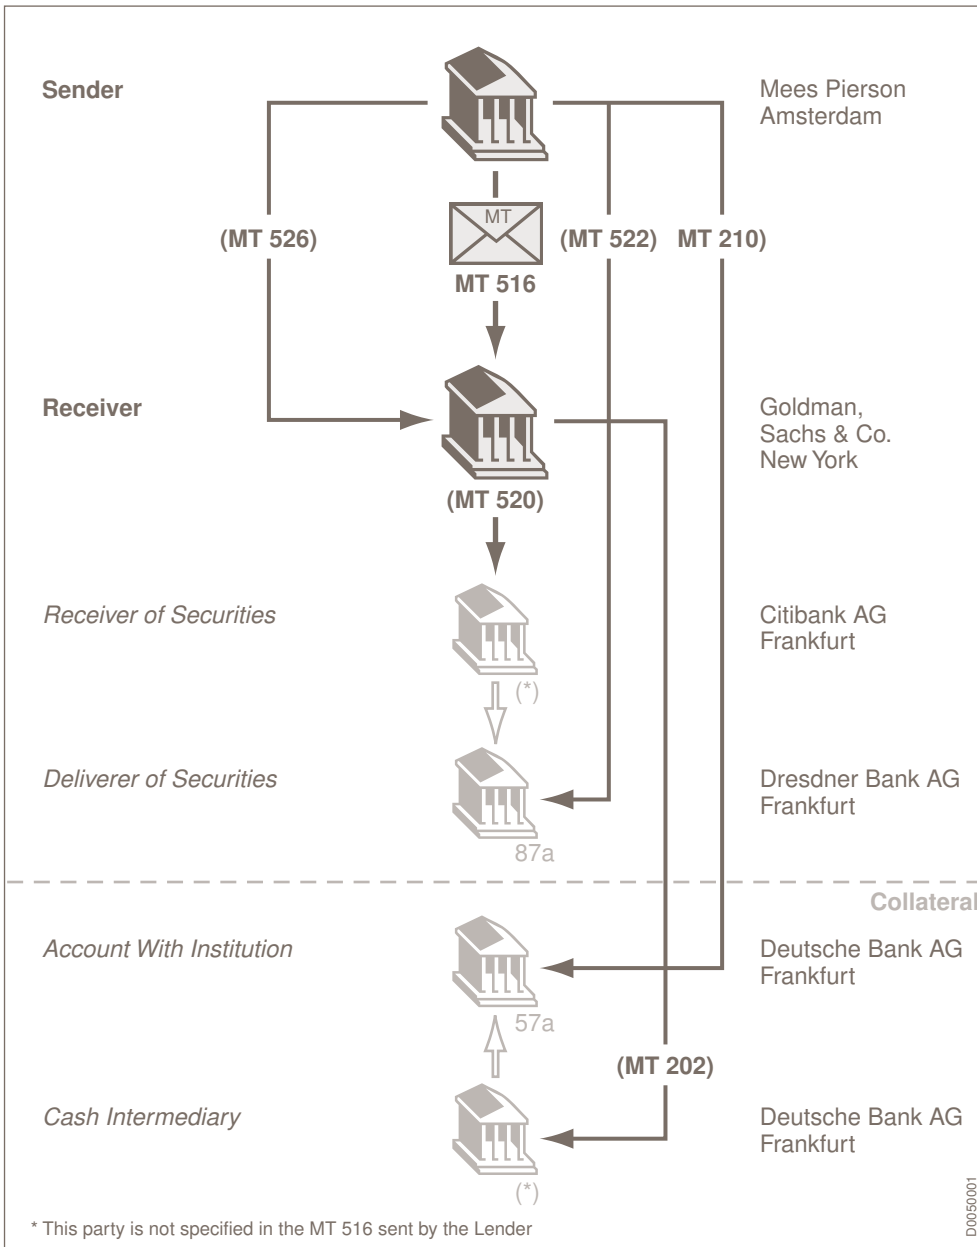 Sender
Mees Pierson
Amsterdam
MT
(MT 526)
(MT 522)
MT 210)
MT 516
Receiver
Goldman,
Sachs & Co.
New York
(MT 520)
Receiver of Securities
Citibank AG
Frankfurt
(*)
Deliverer of Securities
Dresdner Bank AG
Frankfurt
87a
Collateral
Account With Institution
Deutsche Bank AG
Frankfurt
57a
(MT 202)
Cash Intermediary
Deutsche Bank AG
Frankfurt
(*)
* This party is not specified in the MT 516 sent by the Lender
D0050001